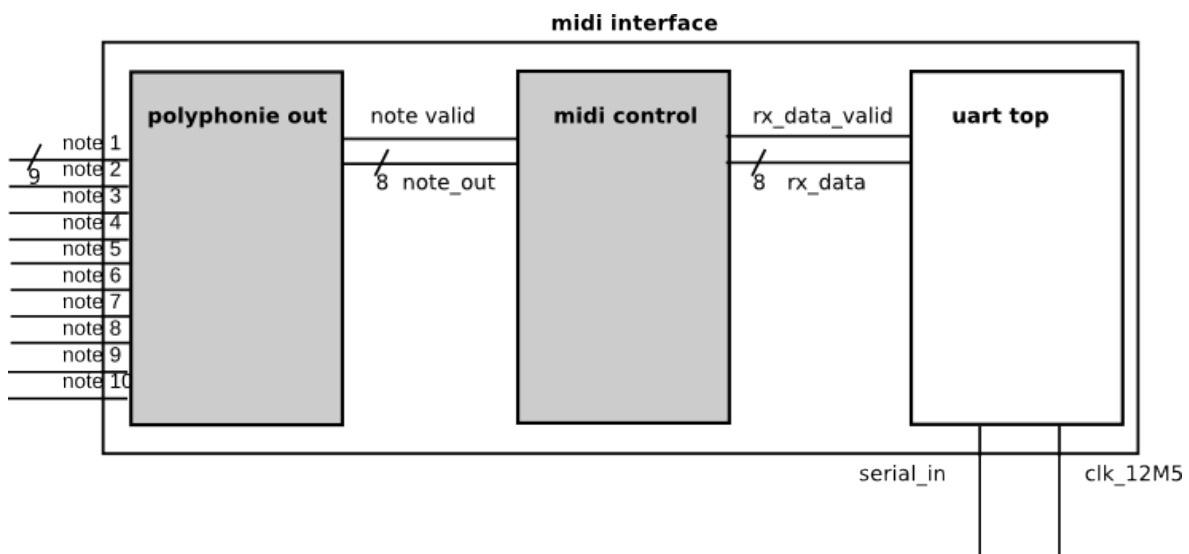 midi interface
polyphonie out
note valid
midi control
rx_data_valid
uart top
note 1
9
note 2
8 note_out
8 rx_data
note 3
note 4
note 5
note 6
note 7
note 8
note 9
note 10
serial_in
clk_12M5